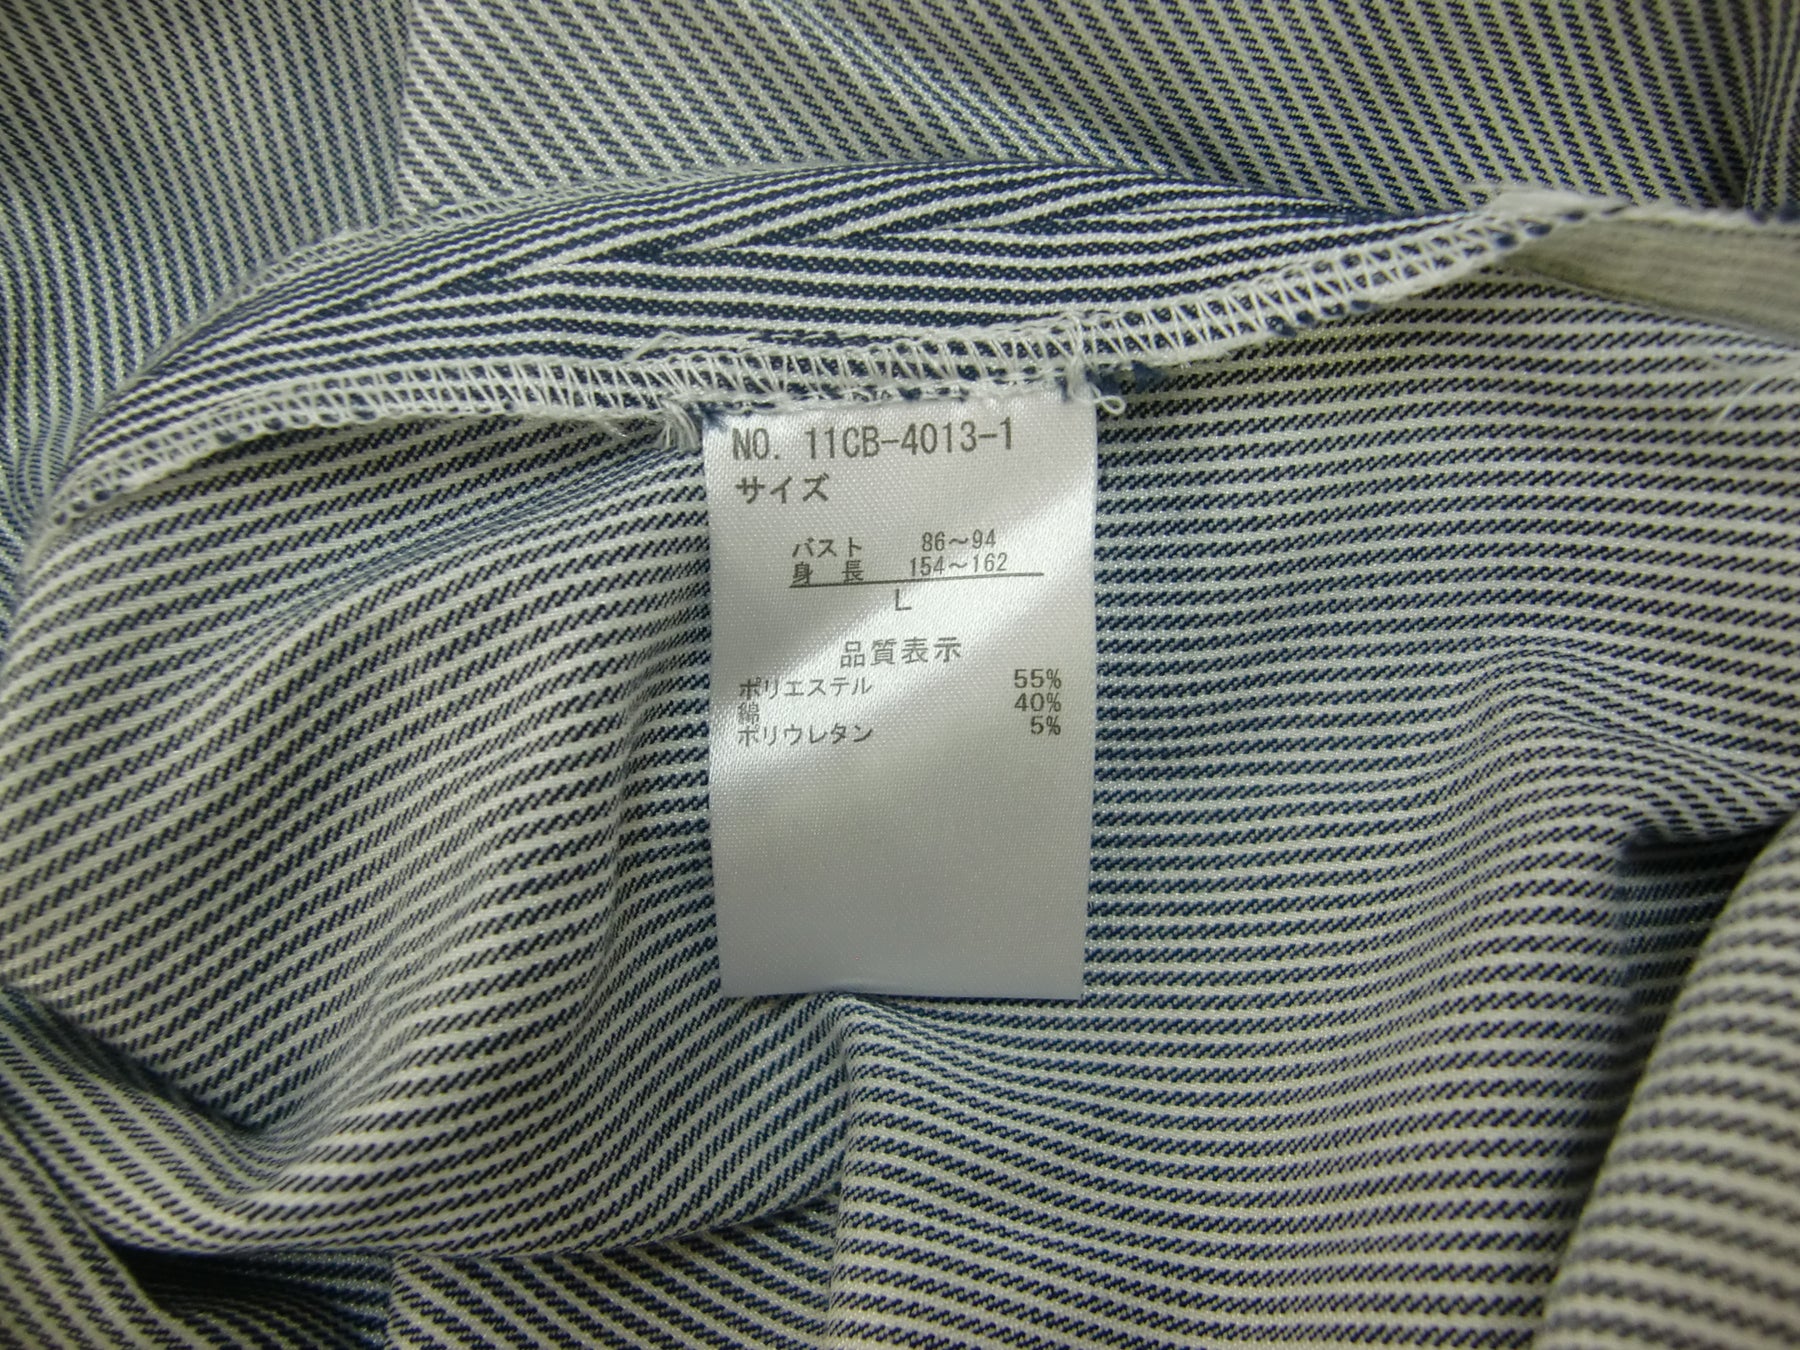 NO. 11CB-4013-1
サイズ
バスト 86～94
身 長 154～162
L
品質表示
ポリエステル 55%
綿 40%
ポリウレタン 5%